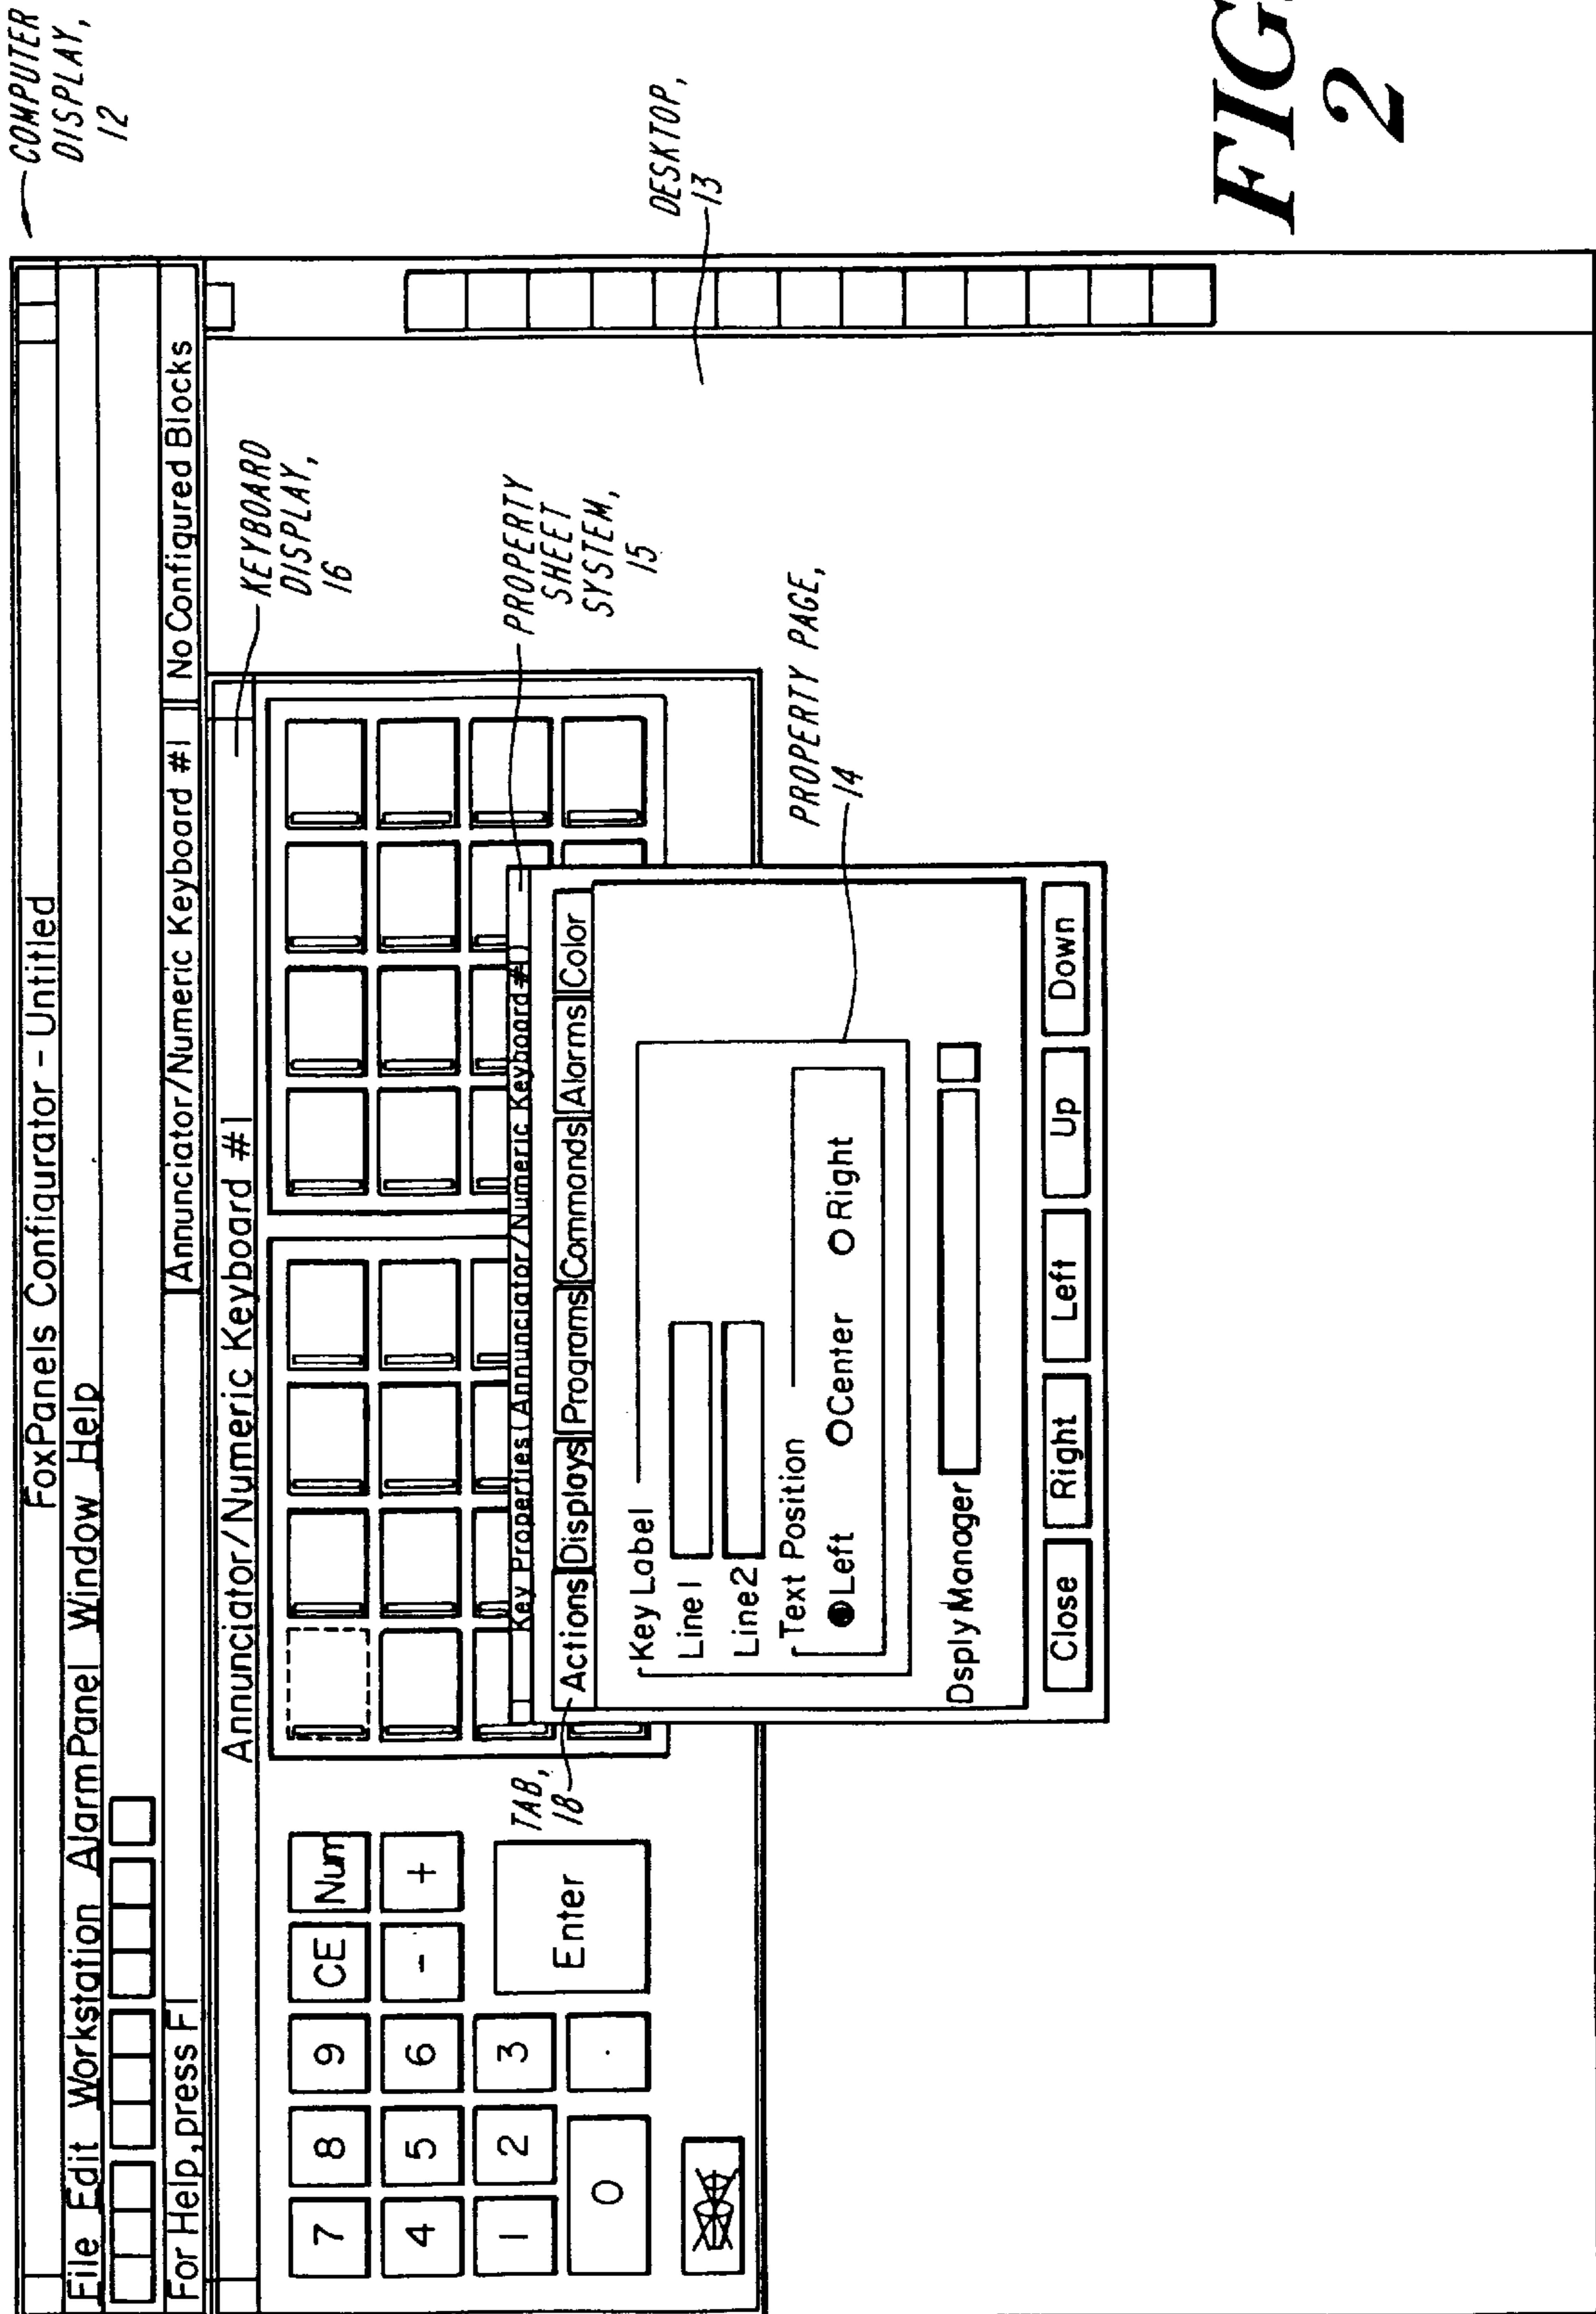 COMPUTER
DISPLAY,
12
FoxPanels Configurator - Untitled
File Edit Workstation AlarmPanel Window Help
For Help, press F1
Annunciator/Numeric Keyboard #1
No Configured Blocks
Annunciator/Numeric Keyboard #1
KEYBOARD
DISPLAY,
16
7 8 9 CE Num
4 5 6 - +
1 2 3 Enter
0 .
TAB,
18
Key Properties (Annunciator/Numeric Keyboard #1)
PROPERTY
SHEET
SYSTEM,
15
Actions Displays Programs Commands Alarms Color
Key Label
Line 1
Line 2
Text Position
Left Center Right
Dsply Manager
Close Right Left Up Down
PROPERTY PAGE,
14
DESKTOP,
13
FIG.
2